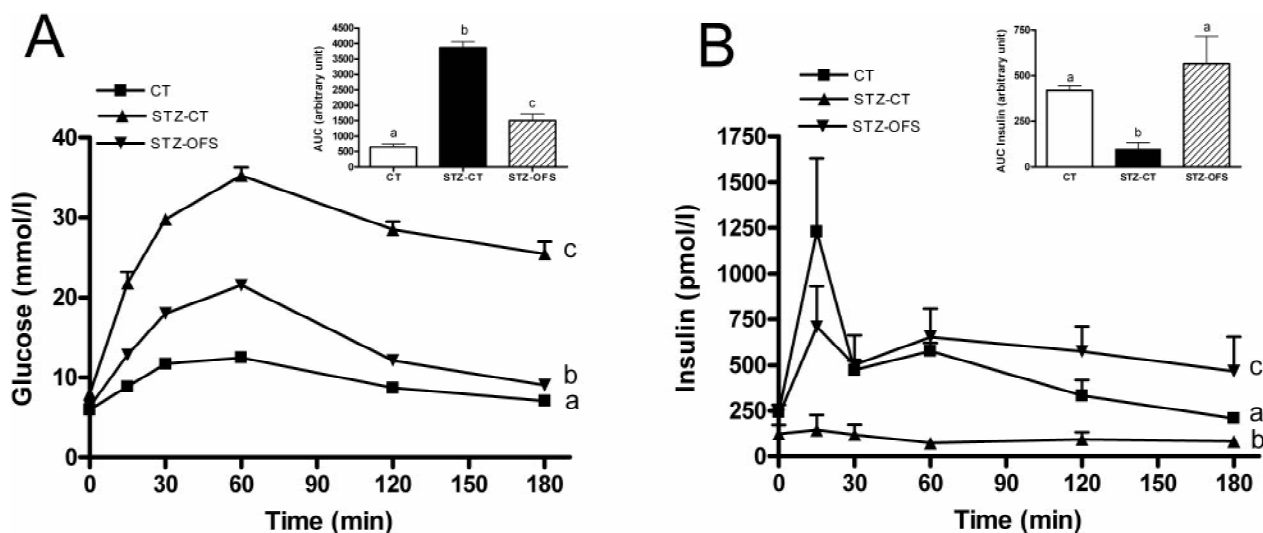 A
CT
STZ-CT
STZ-OFS
Glucose (mmol/l)
40
30
20
10
0
0 30 60 90 120 150 180
Time (min)
c
b
a
AUC (arbitrary unit)
4500
4000
3500
3000
2500
2000
1500
1000
500
0
a
b
c
CT STZ-CT STZ-OFS
B
CT
STZ-CT
STZ-OFS
Insulin (pmol/l)
1750
1500
1250
1000
750
500
250
0
0 30 60 90 120 150 180
Time (min)
c
a
b
AUC Insulin (arbitrary unit)
750
500
250
0
a
b
a
CT STZ-CT STZ-OFS